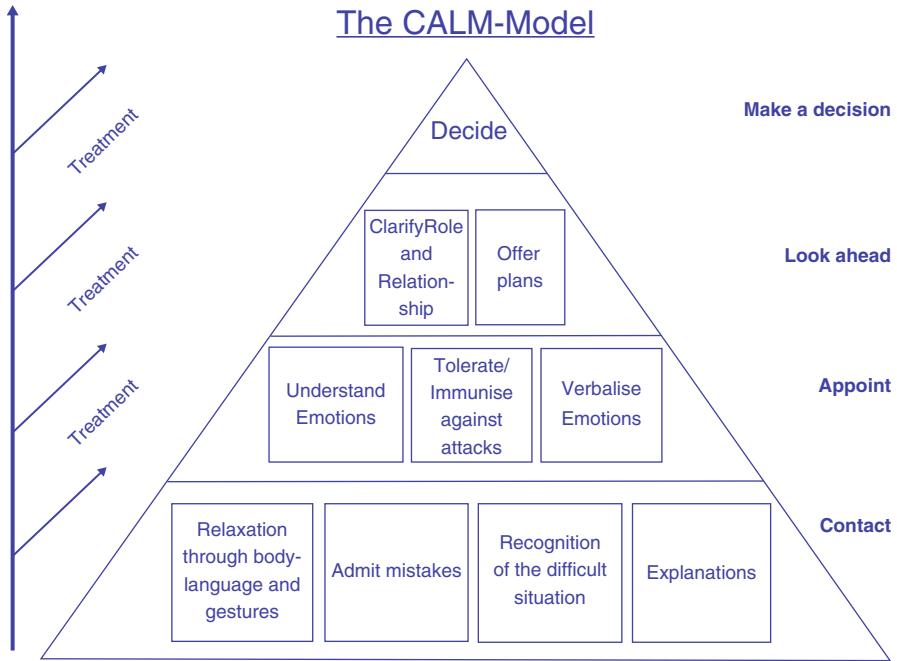 The CALM-Model
Treatment
Decide
Make a decision
Treatment
ClarifyRole
and
Relation-
ship
Offer
plans
Look ahead
Treatment
Understand
Emotions
Tolerate/
Immunise
against
attacks
Verbalise
Emotions
Appoint
Relaxation
through body-
language and
gestures
Admit mistakes
Recognition
of the difficult
situation
Explanations
Contact